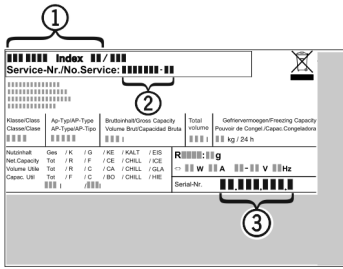 1
Index /
Service-Nr./No.Service: -
2
Klasse/Class
Classe/Clase
Ap-Typ/AP-Type
AP-Type/AP-Tipo
Bruttoinhalt/Gross Capacity
Volume Brut/Capacidad Bruta
l
Total
volume
l
Gefriervermoegen/Freezing Capacity
Pouvoir de Congel./Capac.Congeladora
kg / 24 h
Nutzinhalt Ges / K / G / KE / KALT / EIS
Net.Capacity Tot / R / F / CE / CHILL / ICE
Volume Utile Tot / R / C / CA / CHILL / GLA
Capac. Util Tot / F / C / BO / CHILL / HIE
l / l
R : g
W A - V Hz
Serial-Nr.
3